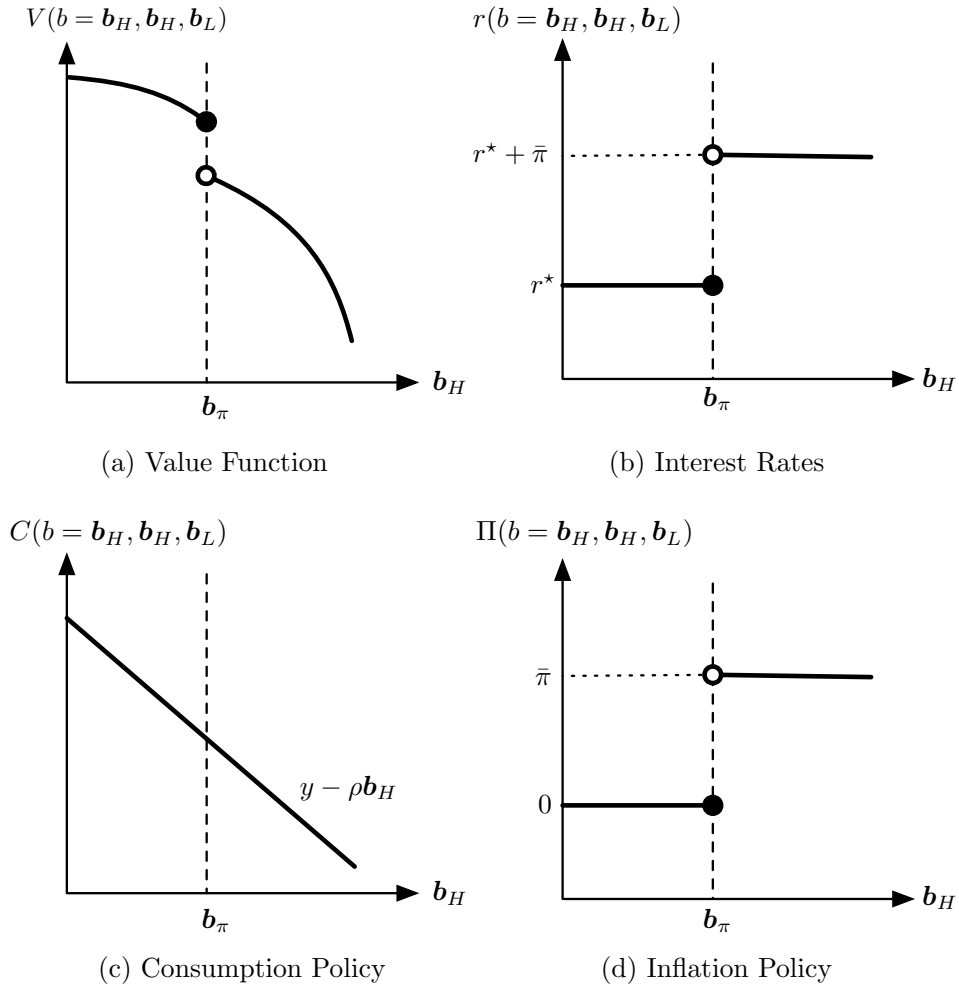 V(b = b_H, b_H, b_L)
b_H
b_π
(a) Value Function
r(b = b_H, b_H, b_L)
r⋆ + π̄
r⋆
b_H
b_π
(b) Interest Rates
C(b = b_H, b_H, b_L)
y − ρb_H
b_H
b_π
(c) Consumption Policy
Π(b = b_H, b_H, b_L)
π̄
0
b_H
b_π
(d) Inflation Policy